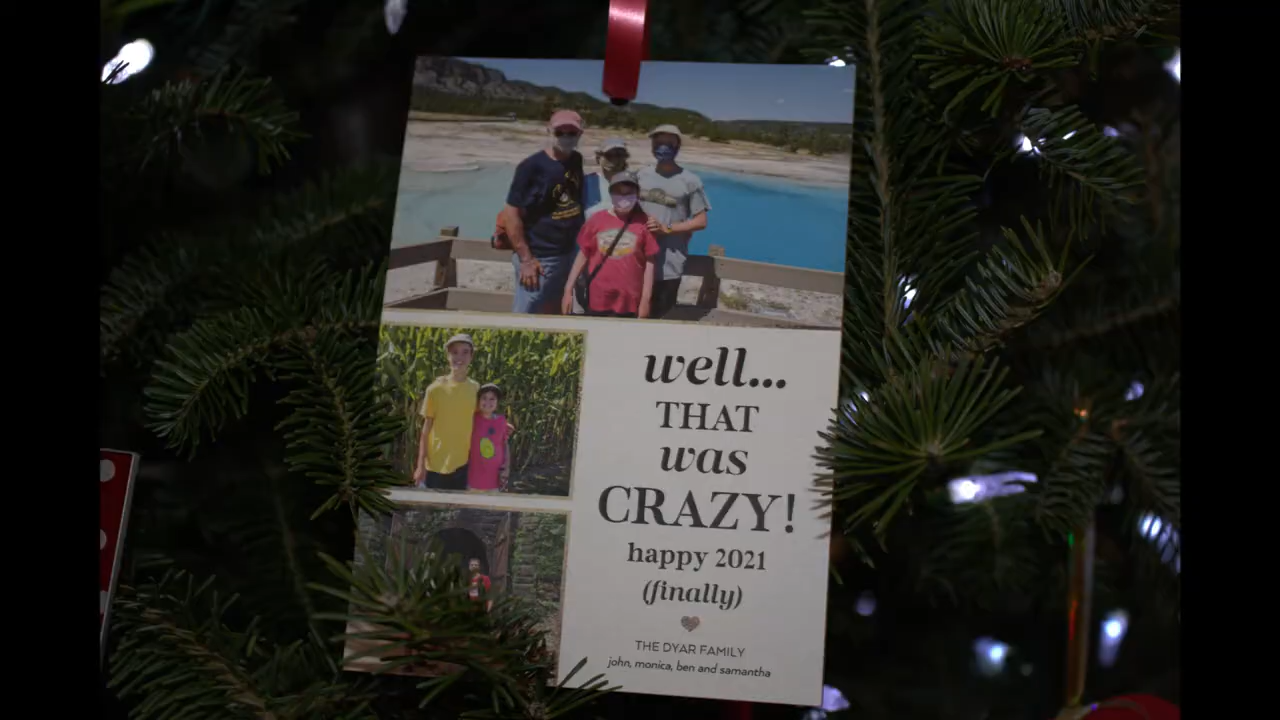 well...
THAT
was
CRAZY!
happy 2021
(finally)
THE DYAR FAMILY
john, monica, ben and samantha